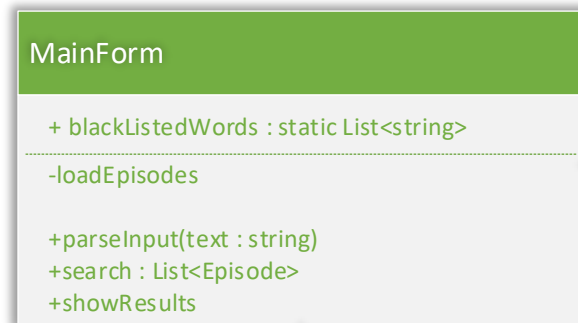 MainForm
+ blackListedWords : static List<string>
-loadEpisodes
+parseInput(text : string)
+search : List<Episode>
+showResults